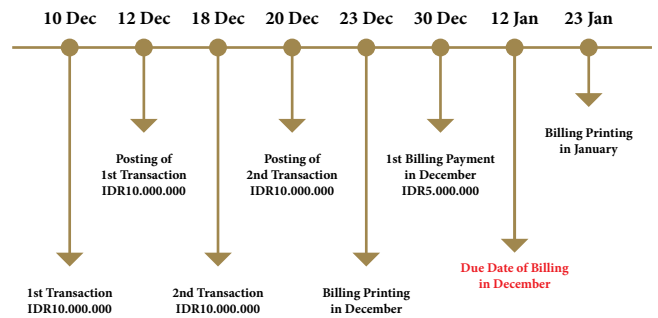 10 Dec
12 Dec
18 Dec
20 Dec
23 Dec
30 Dec
12 Jan
23 Jan
Billing Printing
in January
Posting of
1st Transaction
IDR10.000.000
Posting of
2nd Transaction
IDR10.000.000
1st Billing Payment
in December
IDR5.000.000
Due Date of Billing
in December
1st Transaction
IDR10.000.000
2nd Transaction
IDR10.000.000
Billing Printing
in December